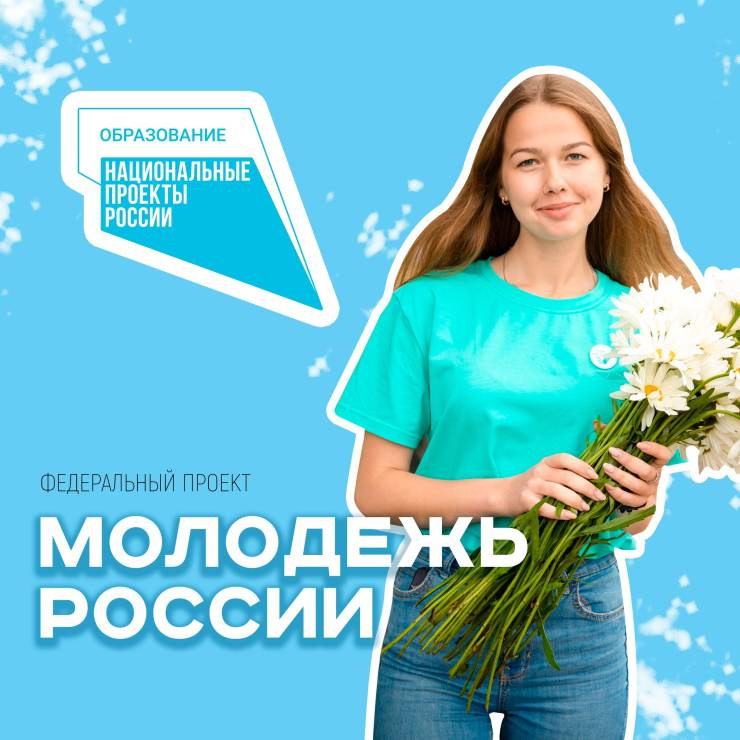 ОБРАЗОВАНИЕ
НАЦИОНАЛЬНЫЕ
ПРОЕКТЫ
РОССИИ
ФЕДЕРАЛЬНЫЙ ПРОЕКТ
МОЛОДЕЖЬ
РОССИИ